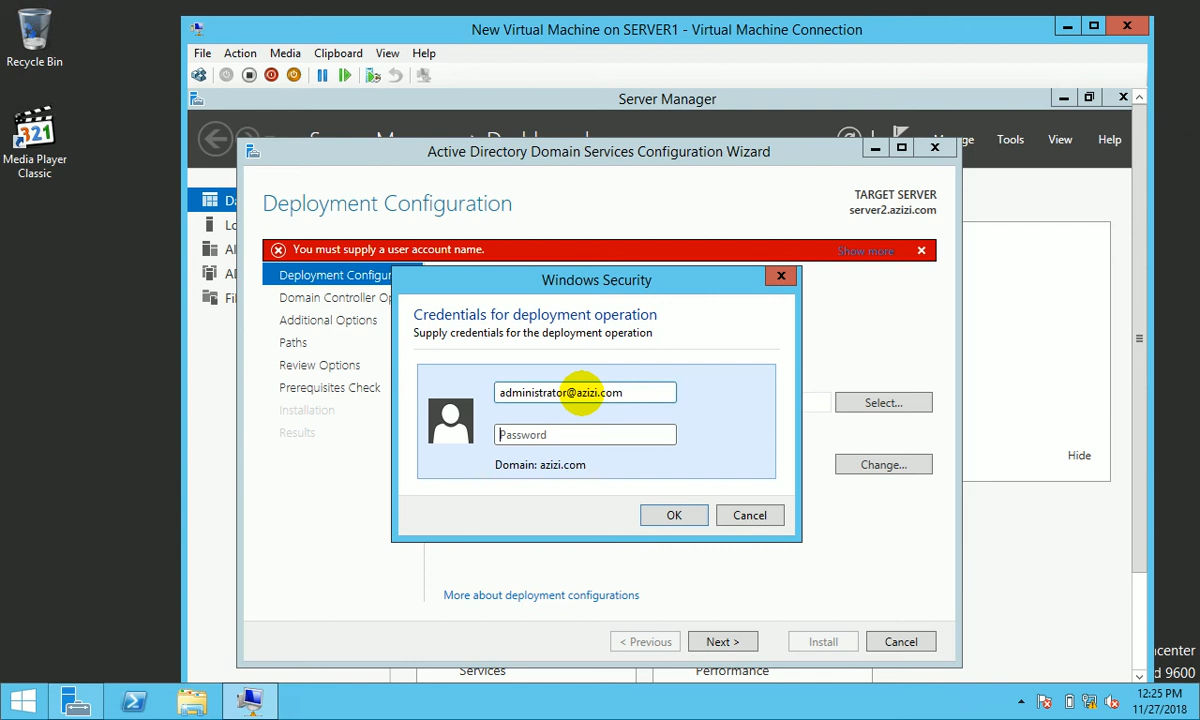 Recycle Bin
Media Player
Classic
New Virtual Machine on SERVER1 - Virtual Machine Connection
File Action Media Clipboard View Help
Server Manager
Tools View Help
Active Directory Domain Services Configuration Wizard
Deployment Configuration
TARGET SERVER
server2.azizi.com
You must supply a user account name.
Show more
Deployment Configur
Domain Controller Op
Additional Options
Paths
Review Options
Prerequisites Check
Installation
Results
Windows Security
Credentials for deployment operation
Supply credentials for the deployment operation
administrator@azizi.com
Password
Domain: azizi.com
OK
Cancel
Select...
Change...
Hide
More about deployment configurations
< Previous
Next >
Install
Cancel
Services
Performance
d 9600
12:25 PM
11/27/2018